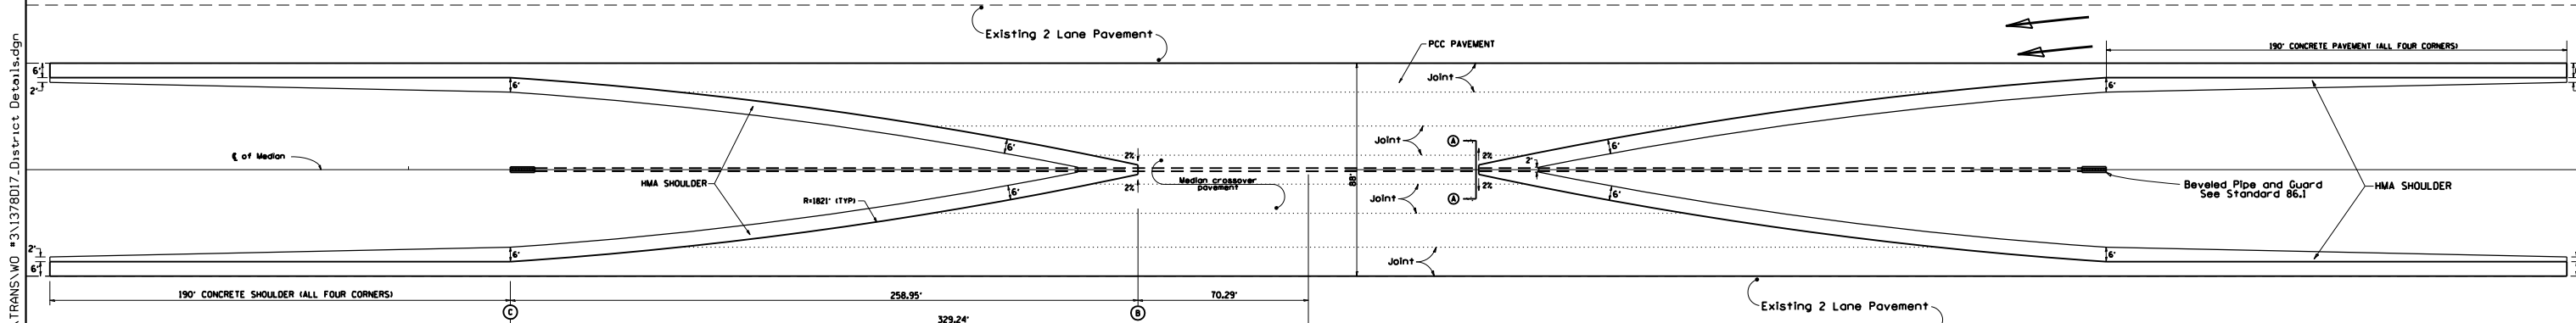 TRANS\WO #3\1378017_District Details.dgn
Existing 2 Lane Pavement
PCC PAVEMENT
190' CONCRETE PAVEMENT (ALL FOUR CORNERS)
6'
2'
6'
Joint
6'
℄ of Median
6'
Joint
A
2%
2%
2'
6'
HMA SHOULDER
2%
Median crossover
pavement
88'
2%
Beveled Pipe and Guard
See Standard 86.1
HMA SHOULDER
R=1821' (TYP)
6'
Joint
A
6'
2'
6'
6'
Joint
6'
190' CONCRETE SHOULDER (ALL FOUR CORNERS)
258.95'
70.29'
Existing 2 Lane Pavement
C
B
329.24'